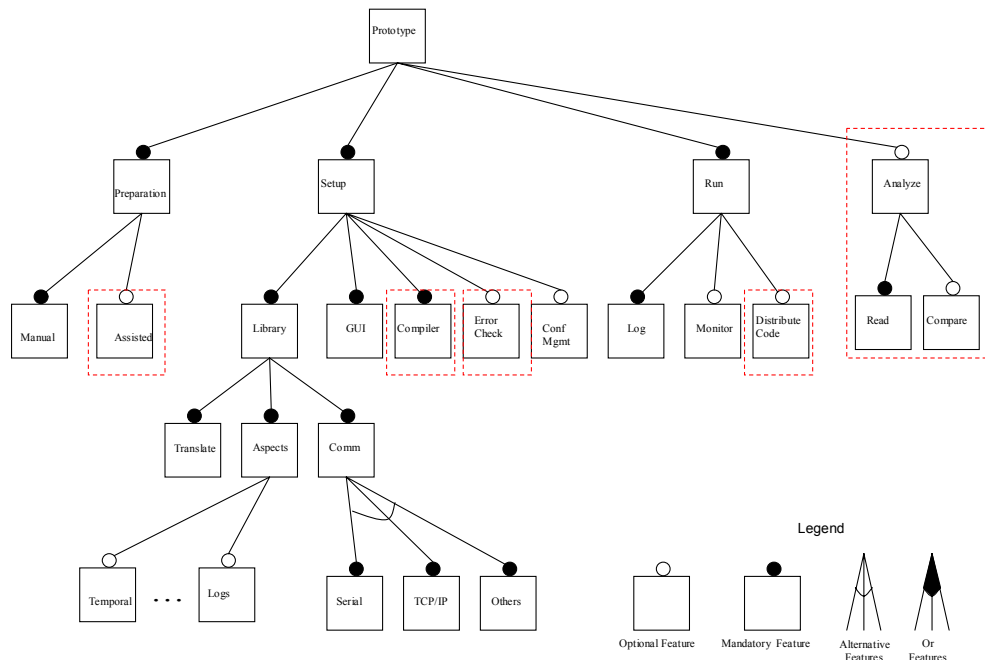 Prototype
Preparation
Setup
Run
Analyze
Manual
Assisted
Library
GUI
Compiler
Error
Check
Conf
Mgmt
Log
Monitor
Distribute
Code
Read
Compare
Translate
Aspects
Comm
Temporal
...
Logs
Serial
TCP/IP
Others
Legend
Optional Feature
Mandatory Feature
Alternative
Features
Or
Features